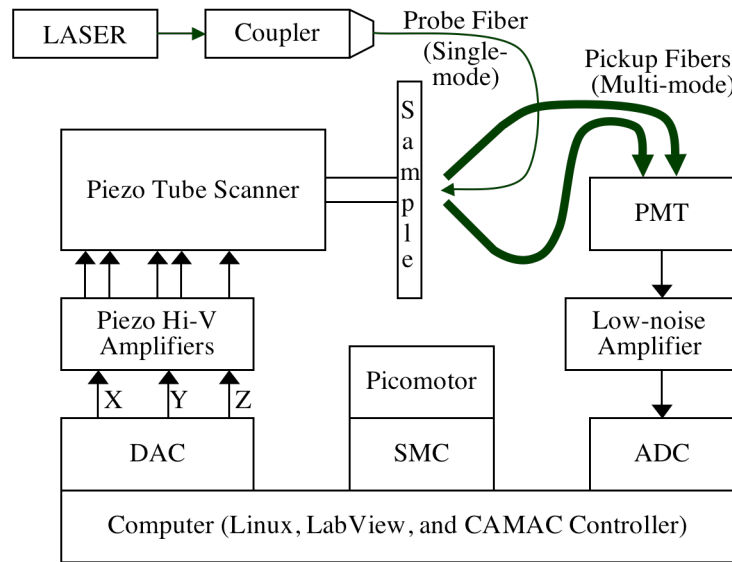 LASER
Coupler
Probe Fiber
(Single-
mode)
Pickup Fibers
(Multi-mode)
Sample
Piezo Tube Scanner
PMT
Piezo Hi-V
Amplifiers
Low-noise
Amplifier
X Y Z
Picomotor
DAC
SMC
ADC
Computer (Linux, LabView, and CAMAC Controller)